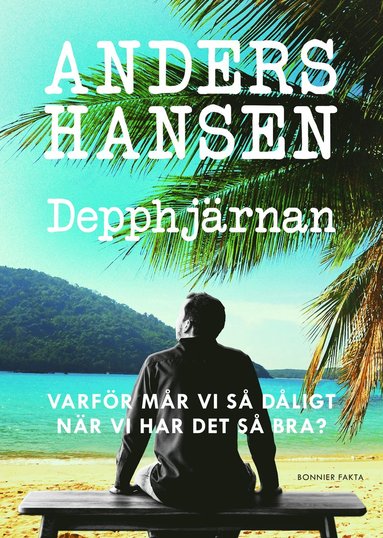 ANDERS
HANSEN
Depphjärnan
VARFÖR MÅR VI SÅ DÅLIGT
NÄR VI HAR DET SÅ BRA?
BONNIER FAKTA